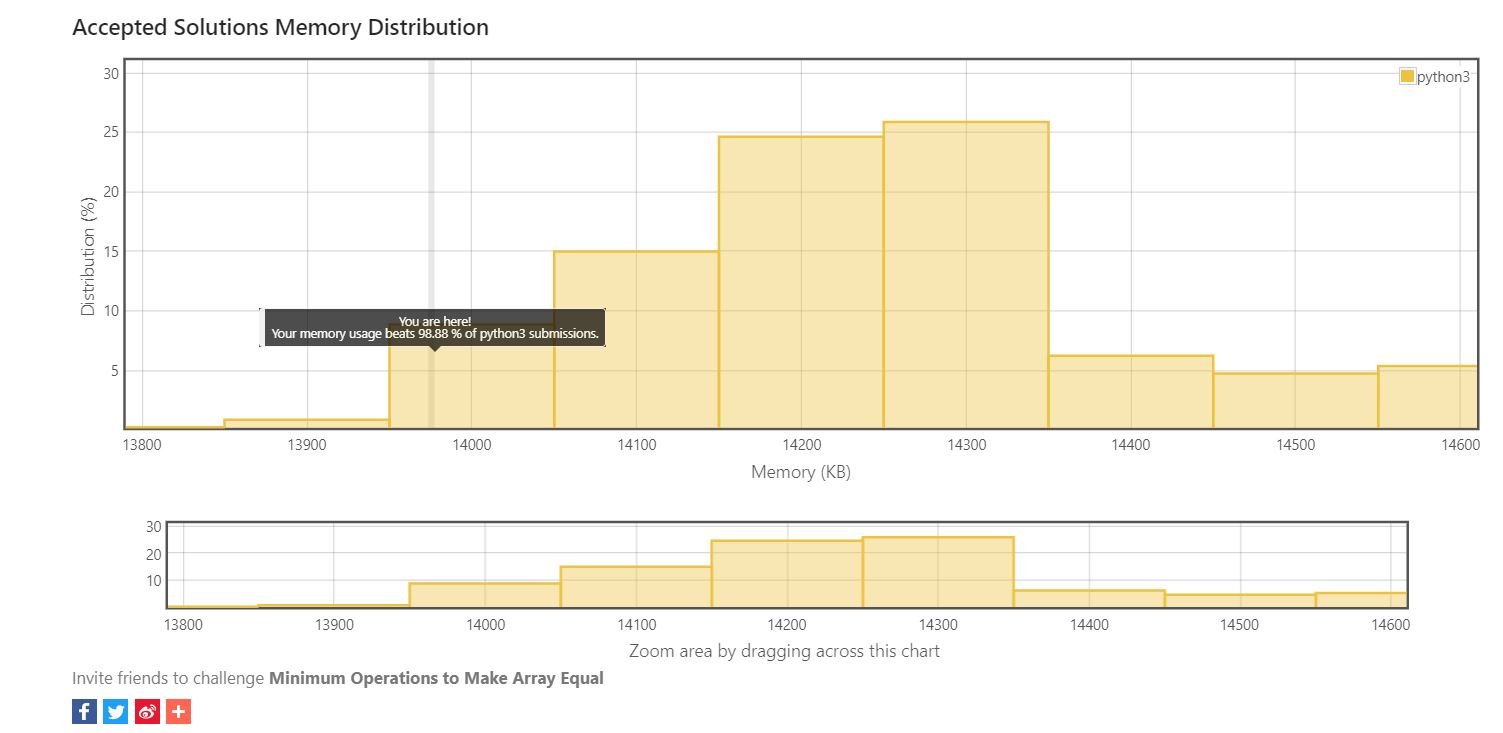 Accepted Solutions Memory Distribution
30
25
20
15
10
5
Distribution (%)
python3
You are here!
Your memory usage beats 98.88 % of python3 submissions.
13800 13900 14000 14100 14200 14300 14400 14500 14600
Memory (KB)
30
20
10
13800 13900 14000 14100 14200 14300 14400 14500 14600
Zoom area by dragging across this chart
Invite friends to challenge Minimum Operations to Make Array Equal